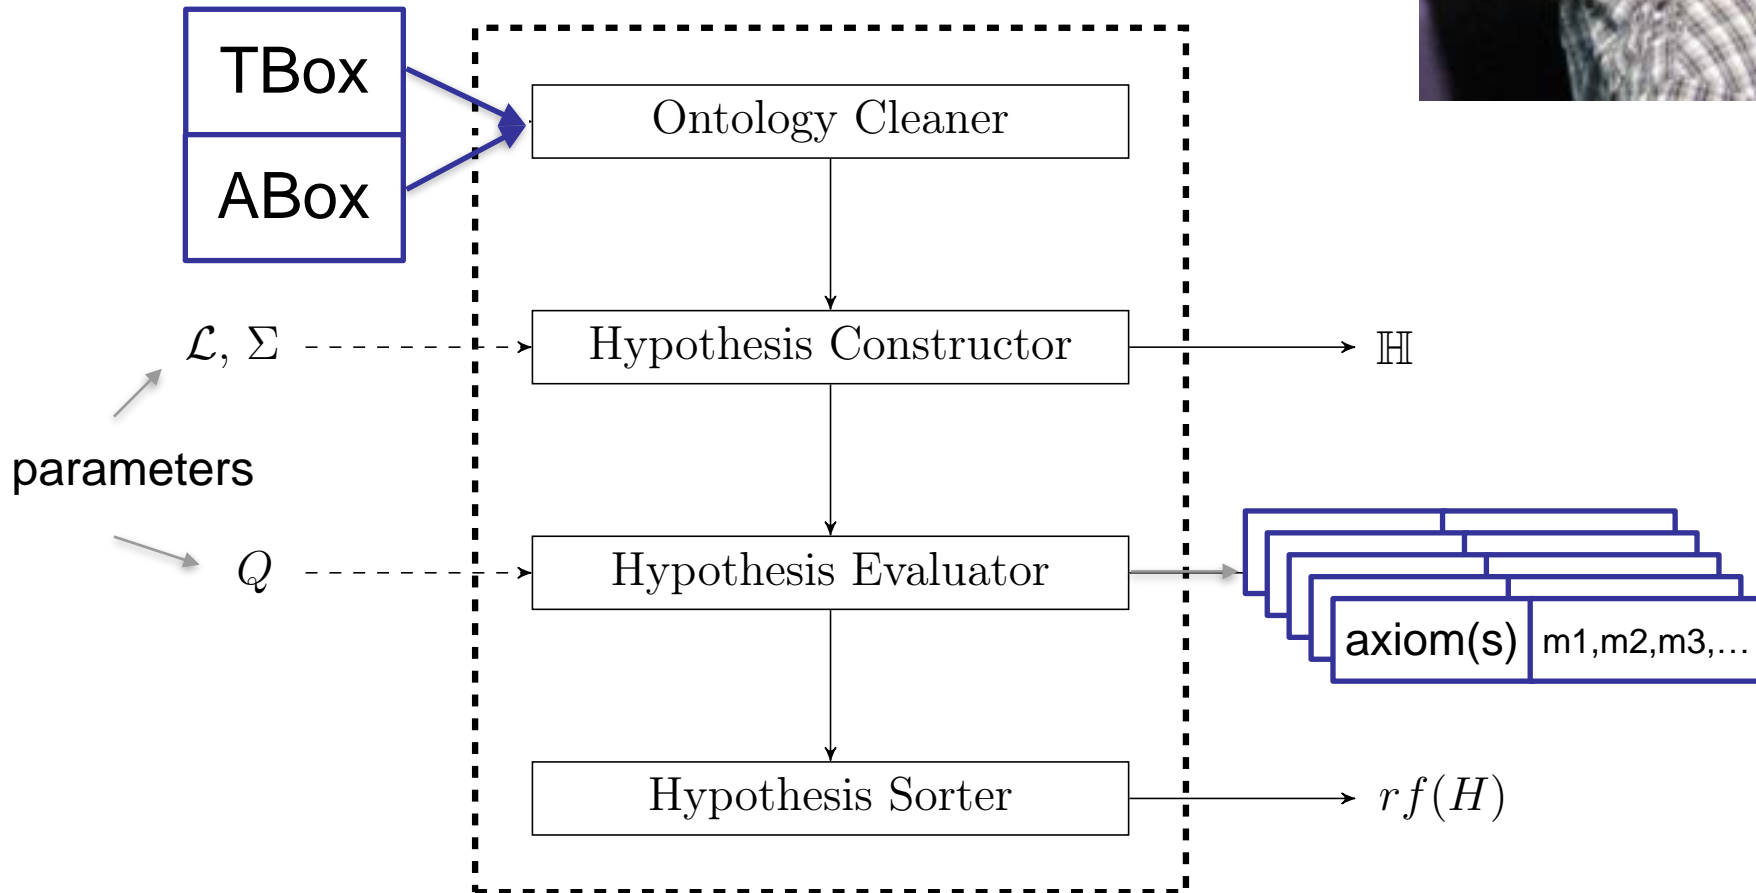 TBox
Ontology Cleaner
ABox
ℒ, Σ
Hypothesis Constructor
ℍ
parameters
Q
Hypothesis Evaluator
axiom(s) m1,m2,m3,...
Hypothesis Sorter
rf(H)